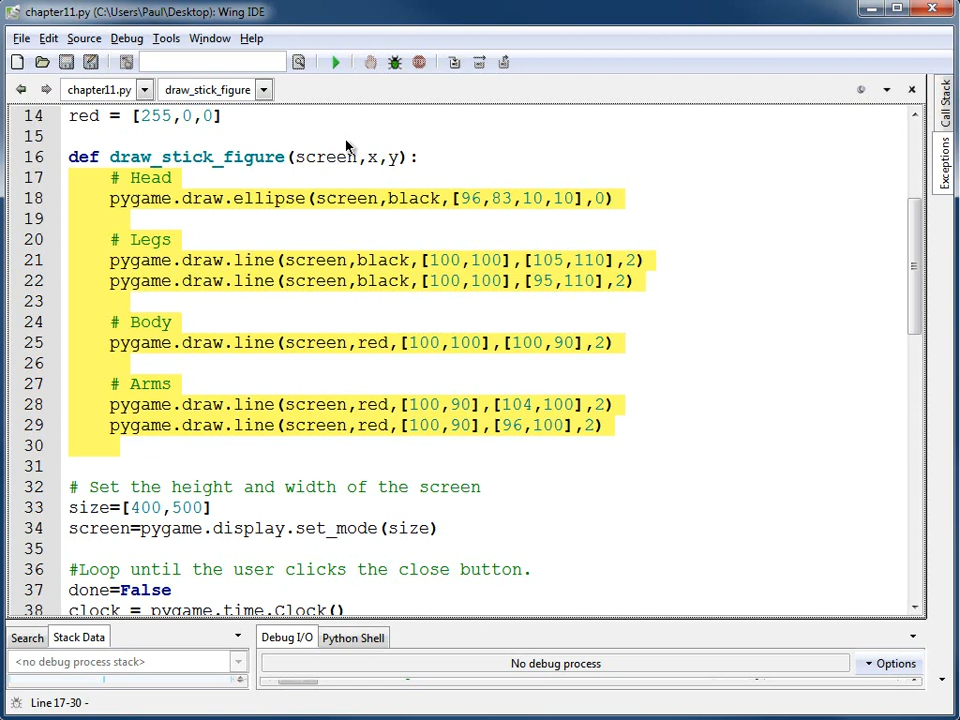 chapter11.py (C:\Users\Paul\Desktop): Wing IDE
File Edit Source Debug Tools Window Help
chapter11.py draw_stick_figure
14 red = [255,0,0]
15
16 def draw_stick_figure(screen,x,y):
17 # Head
18 pygame.draw.ellipse(screen,black,[96,83,10,10],0)
19
20 # Legs
21 pygame.draw.line(screen,black,[100,100],[105,110],2)
22 pygame.draw.line(screen,black,[100,100],[95,110],2)
23
24 # Body
25 pygame.draw.line(screen,red,[100,100],[100,90],2)
26
27 # Arms
28 pygame.draw.line(screen,red,[100,90],[104,100],2)
29 pygame.draw.line(screen,red,[100,90],[96,100],2)
30
31
32 # Set the height and width of the screen
33 size=[400,500]
34 screen=pygame.display.set_mode(size)
35
36 #Loop until the user clicks the close button.
37 done=False
38 clock = pygame.time.Clock()
Call Stack
Exceptions
Search Stack Data
<no debug process stack>
Debug I/O Python Shell
No debug process
Options
Line 17-30 -